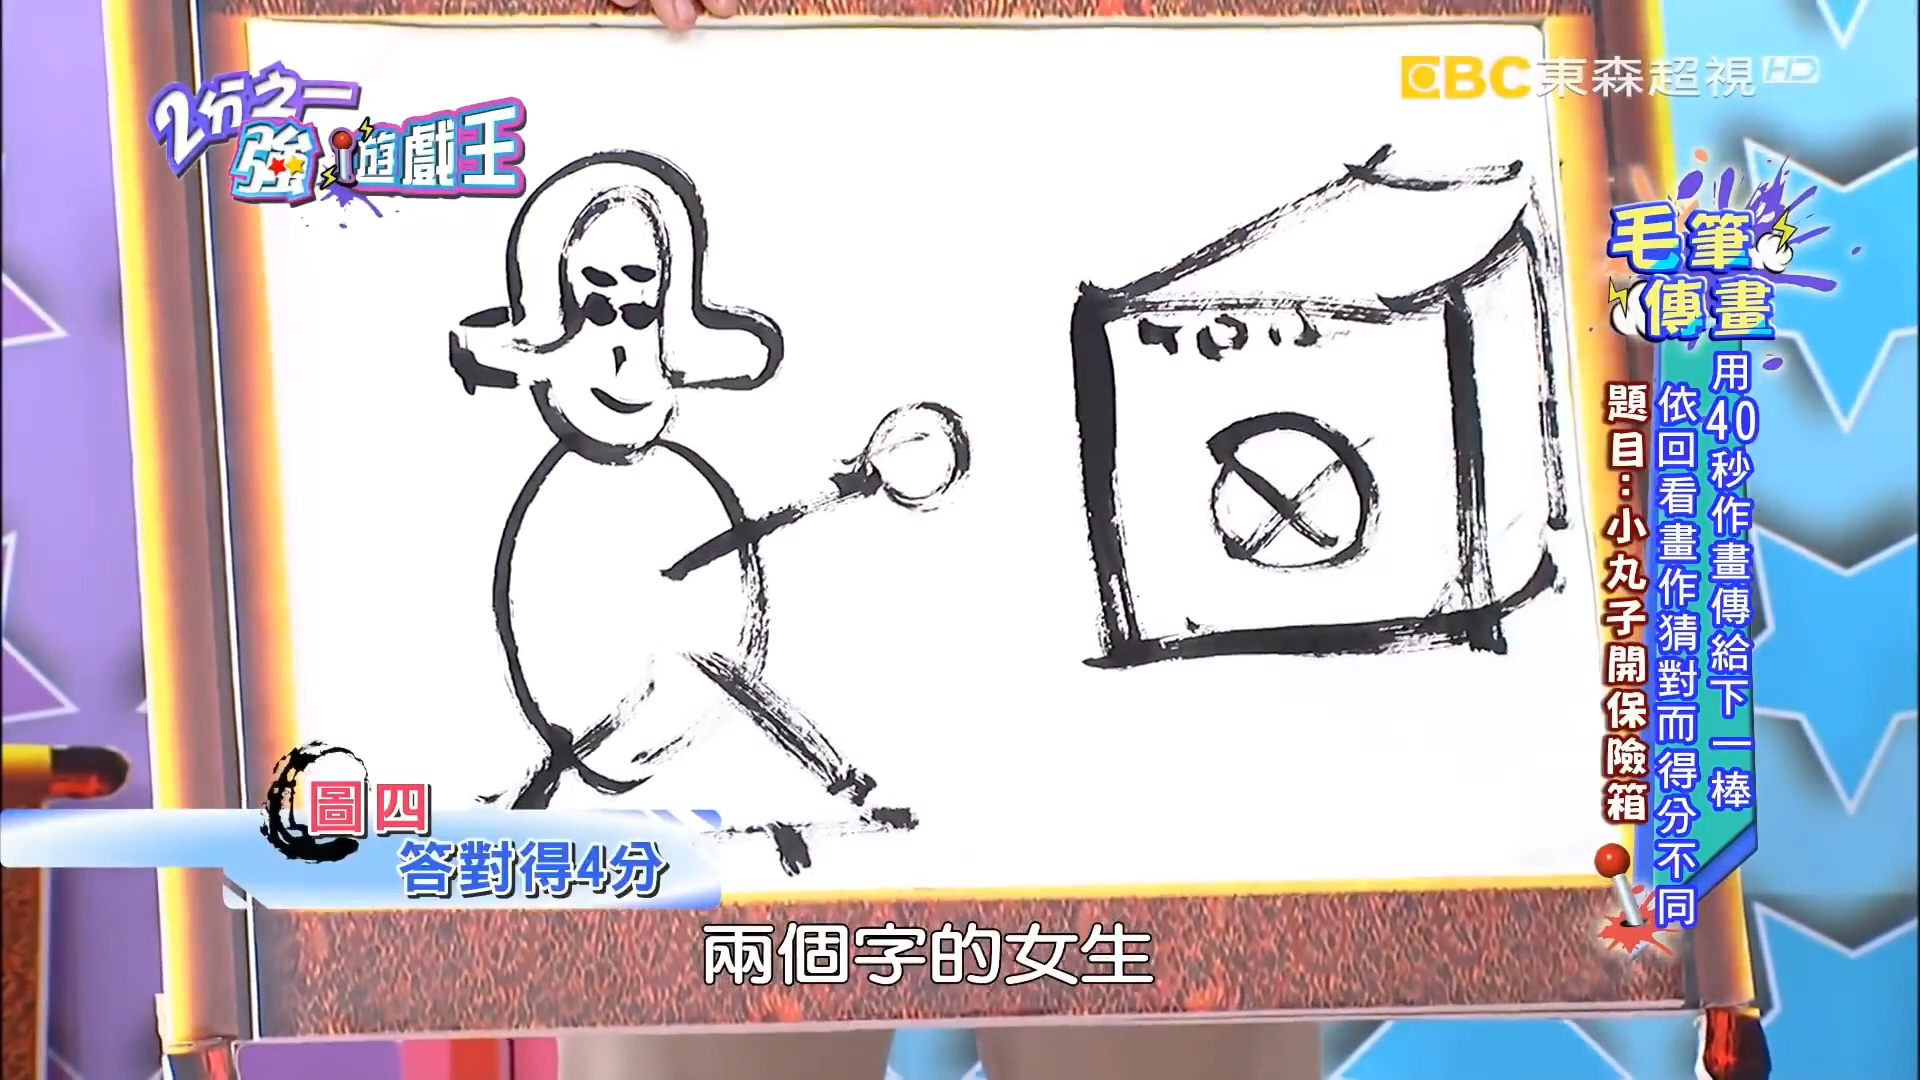 2分之一
強遊戲王
EBC東森超視HD
毛筆
傳畫
用40秒作畫傳給下一棒
依回看畫作猜對而得分不同
題目:小丸子開保險箱
圖四
答對得4分
兩個字的女生